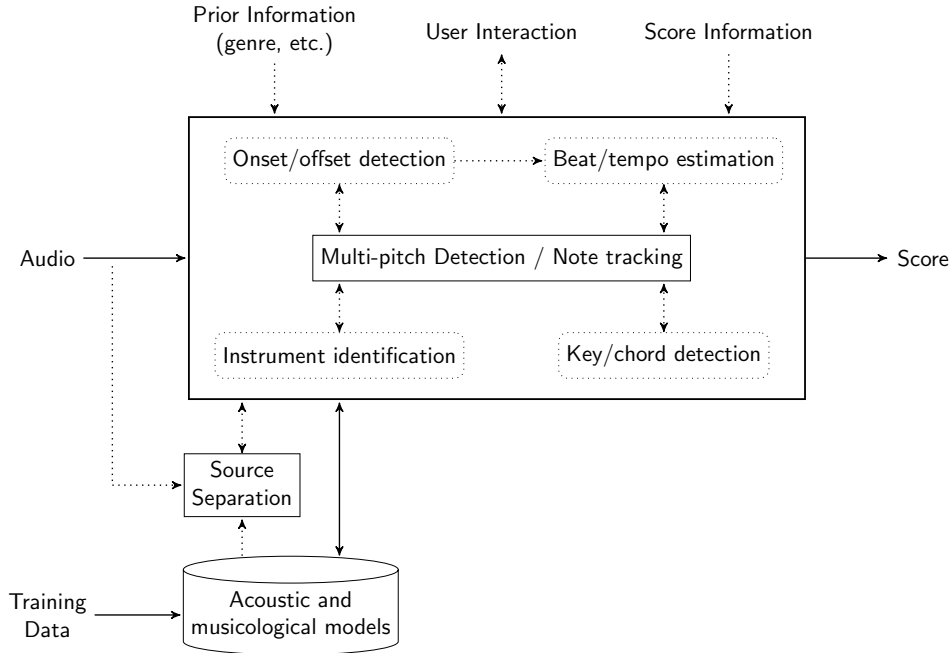 Prior Information
(genre, etc.)
User Interaction
Score Information
Onset/offset detection
Beat/tempo estimation
Audio
Multi-pitch Detection / Note tracking
Score
Instrument identification
Key/chord detection
Source
Separation
Training
Data
Acoustic and
musicological models